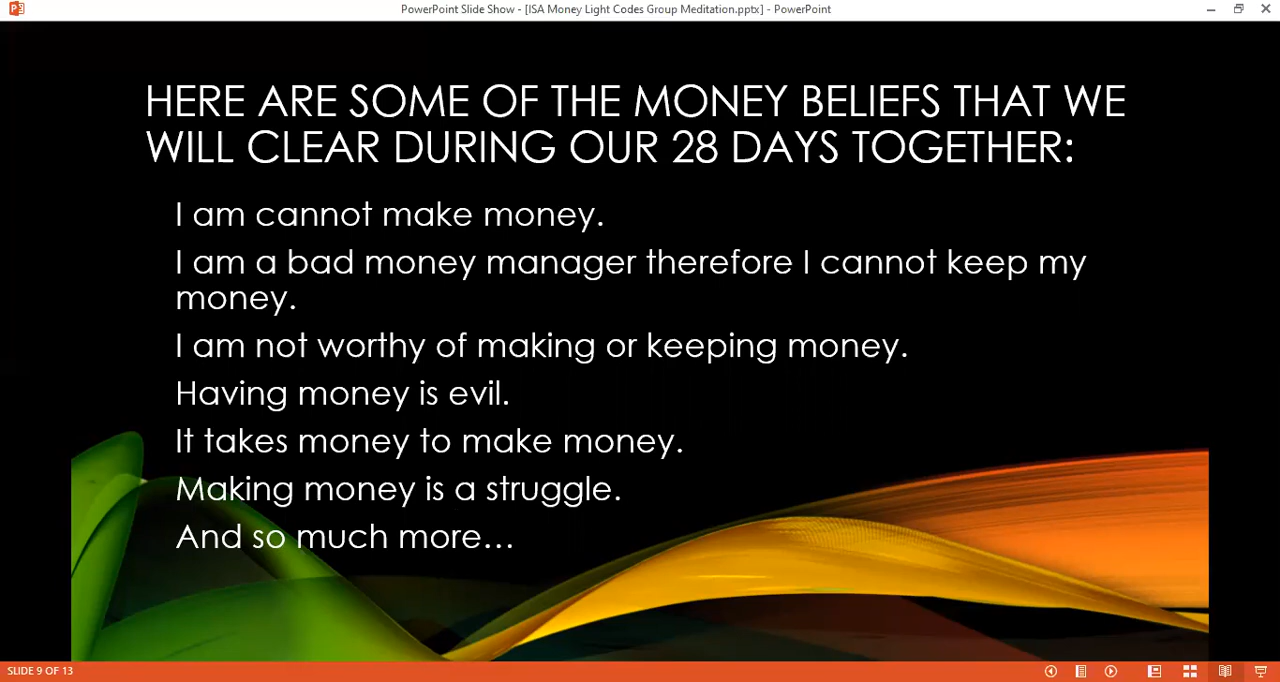 PowerPoint Slide Show - [ISA Money Light Codes Group Meditation.pptx] - PowerPoint
HERE ARE SOME OF THE MONEY BELIEFS THAT WE
WILL CLEAR DURING OUR 28 DAYS TOGETHER:
I am cannot make money.
I am a bad money manager therefore I cannot keep my
money.
I am not worthy of making or keeping money.
Having money is evil.
It takes money to make money.
Making money is a struggle.
And so much more…
SLIDE 9 OF 13